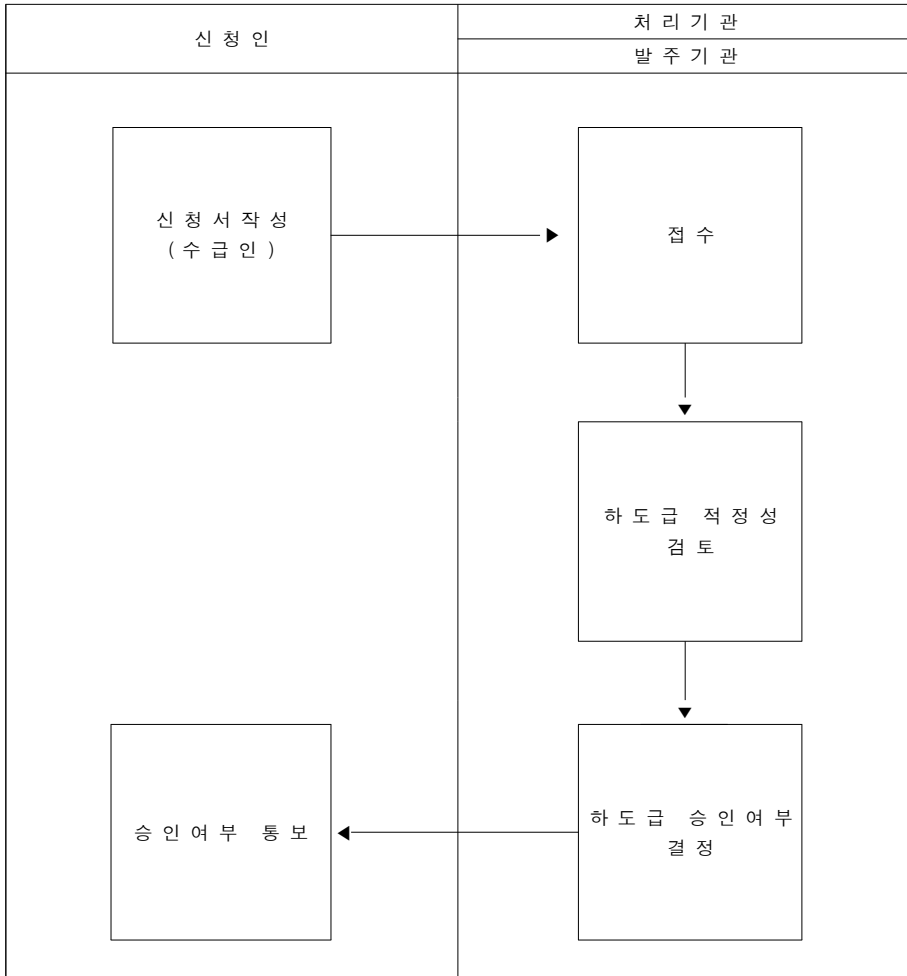 신청인
처리기관
발주기관
신청서작성
(수급인)
접수
하도급 적정성
검토
하도급 승인여부
결정
승인여부 통보